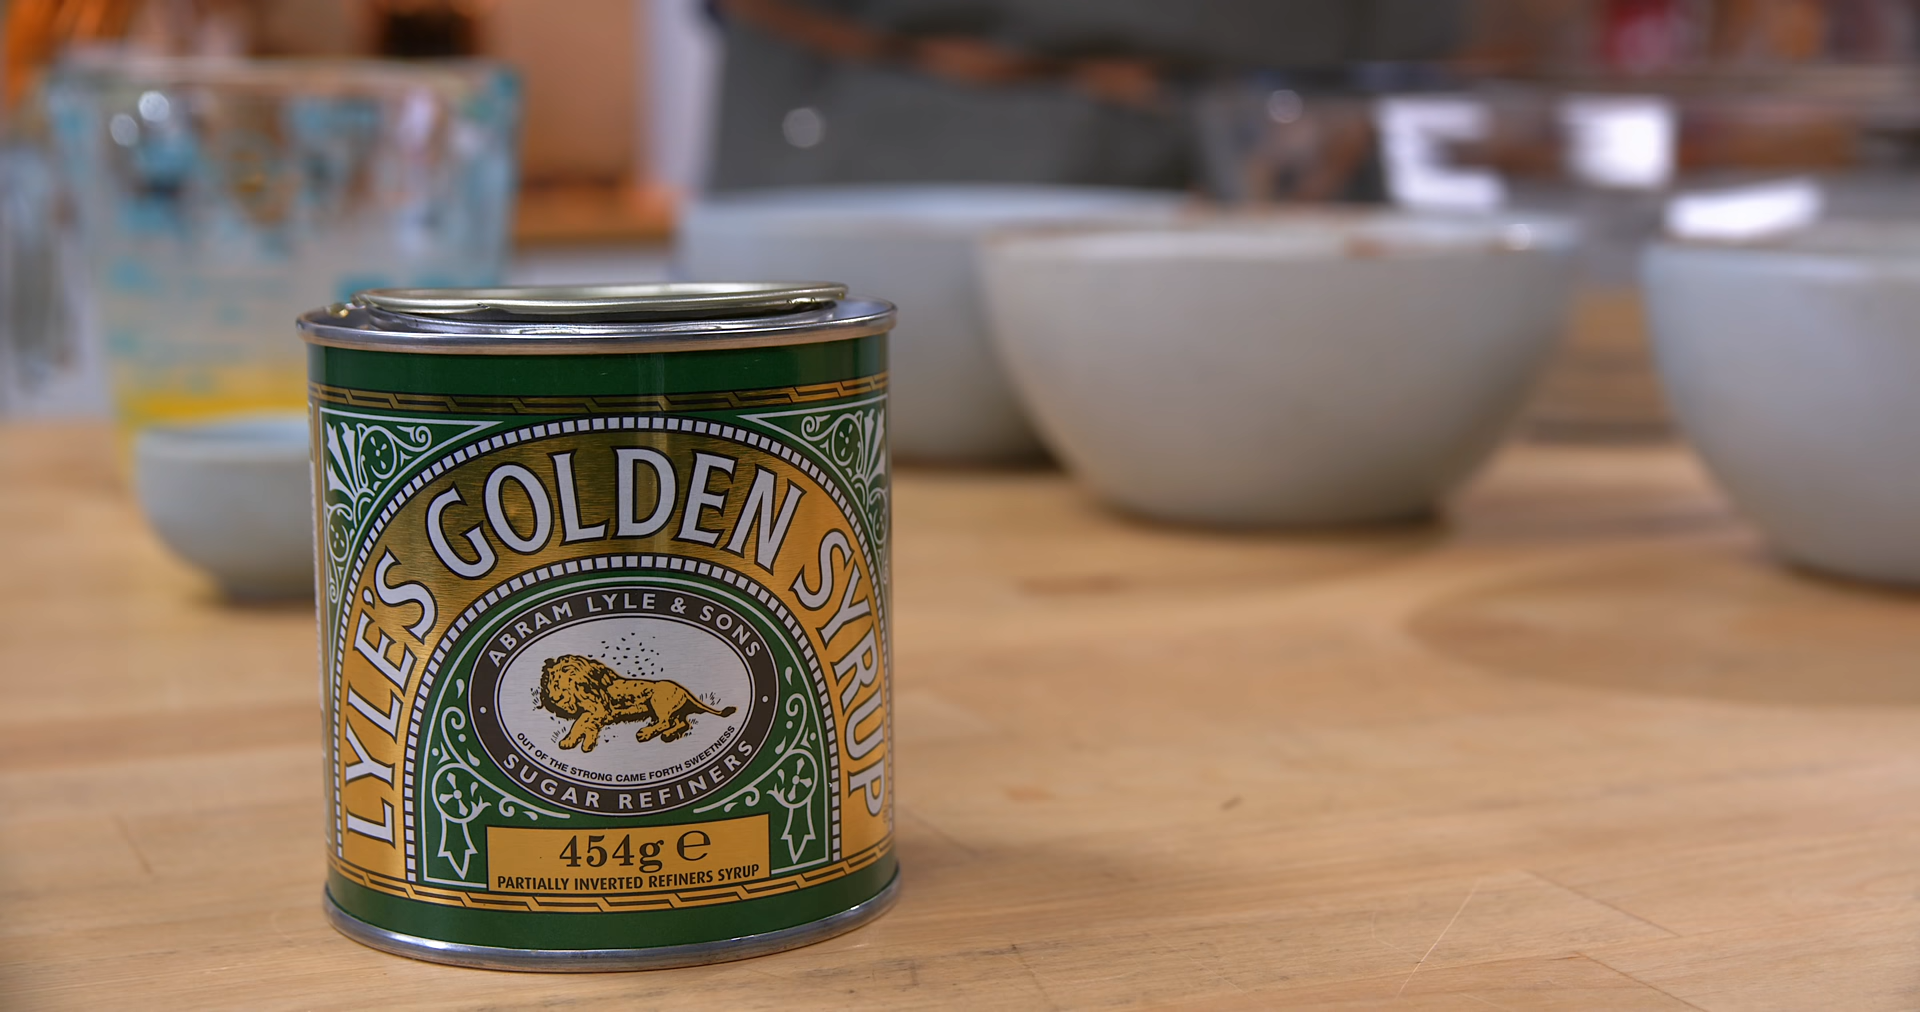 LYLE'S GOLDEN SYRUP
ABRAM LYLE & SONS
OUT OF THE STRONG CAME FORTH SWEETNESS
SUGAR REFINERS
454g ℮
PARTIALLY INVERTED REFINERS SYRUP